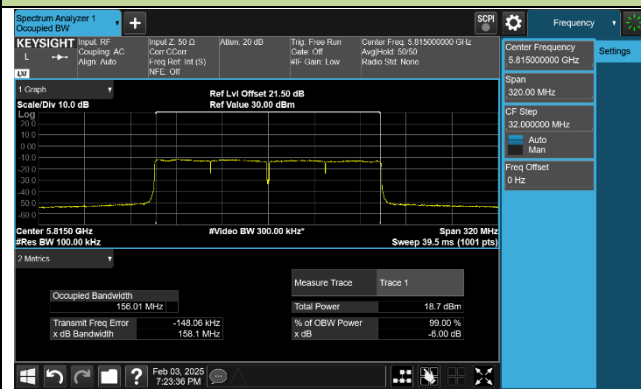 Spectrum Analyzer 1
Occupied BW
SCPI
Frequency
KEYSIGHT
L
LXI
Input: RF
Coupling: AC
Align: Auto
Input Z: 50 Ω
Corr CCorr
Freq Ref: Int (S)
NFE: Off
Atten: 20 dB
Trig: Free Run
Gate: Off
#IF Gain: Low
Center Freq: 5.815000000 GHz
Avg|Hold: 50/50
Radio Std: None
Center Frequency
5.815000000 GHz
Settings
Span
320.00 MHz
CF Step
32.000000 MHz
Auto
Man
Freq Offset
0 Hz
1 Graph
Scale/Div 10.0 dB
Ref Lvl Offset 21.50 dB
Ref Value 30.00 dBm
Log
20.0
10.0
0.00
-10.0
-20.0
-30.0
-40.0
-50.0
-60.0
Center 5.8150 GHz
#Video BW 300.00 kHz*
Span 320 MHz
#Res BW 100.00 kHz
Sweep 39.5 ms (1001 pts)
2 Metrics
Measure Trace Trace 1
Occupied Bandwidth
156.01 MHz
Total Power 18.7 dBm
Transmit Freq Error -148.06 kHz
% of OBW Power 99.00 %
x dB Bandwidth 158.1 MHz
x dB -6.00 dB
?
Feb 03, 2025
7:23:36 PM